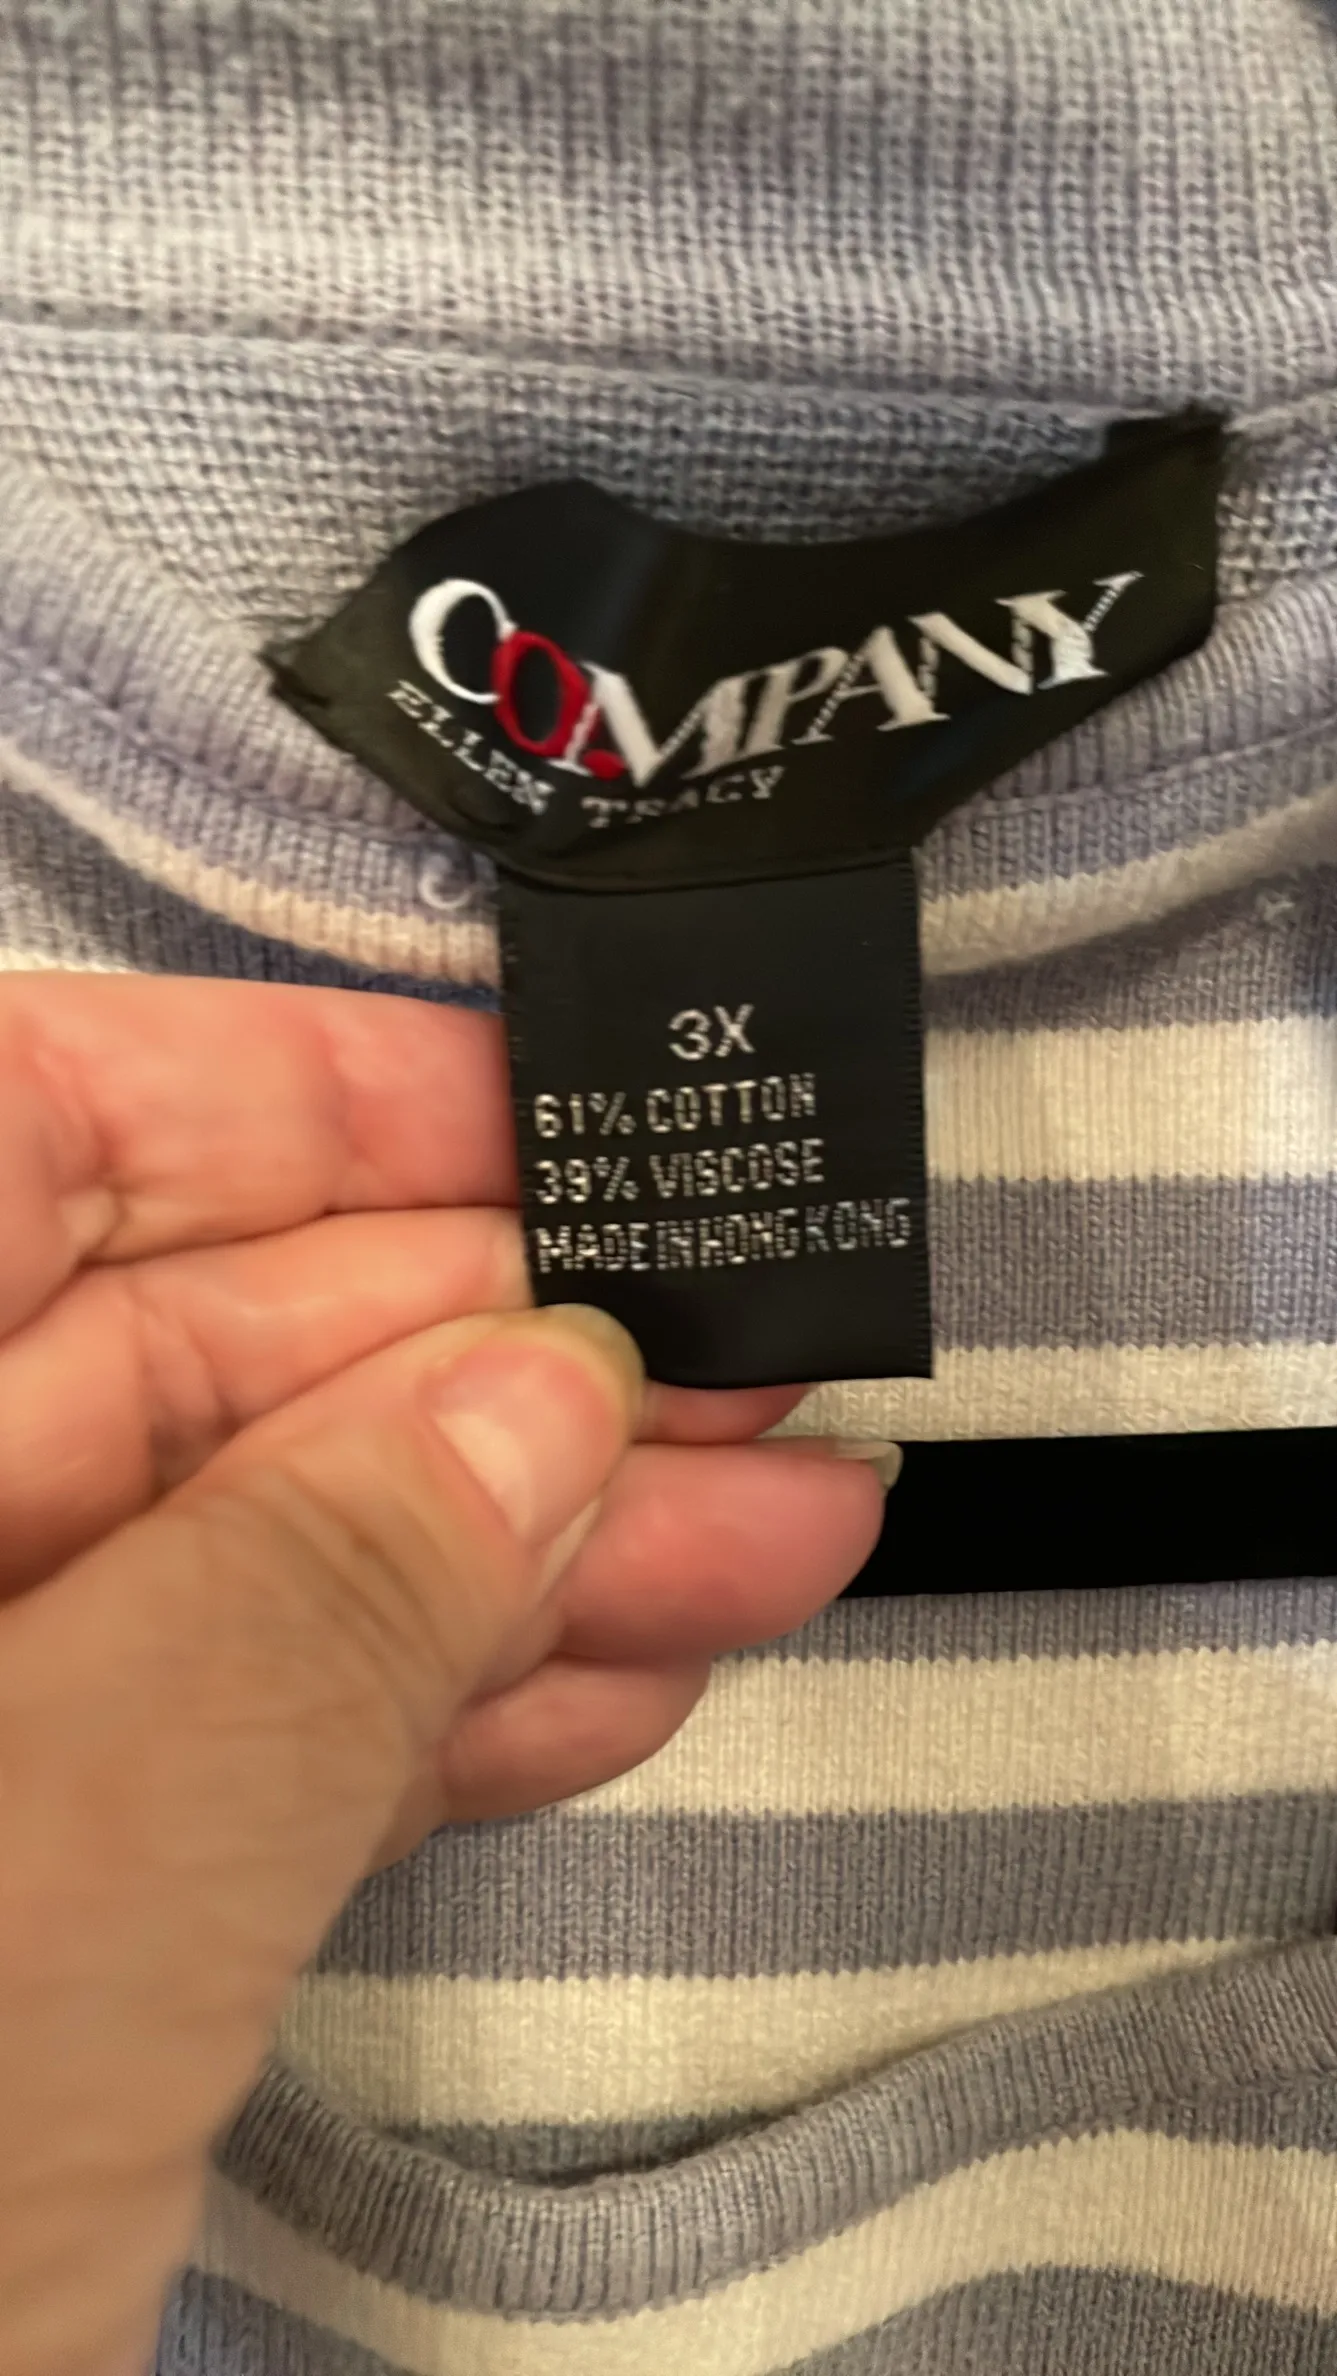 COMPANY
ELLEN TRACY
3X
61% COTTON
39% VISCOSE
MADE IN HONG KONG